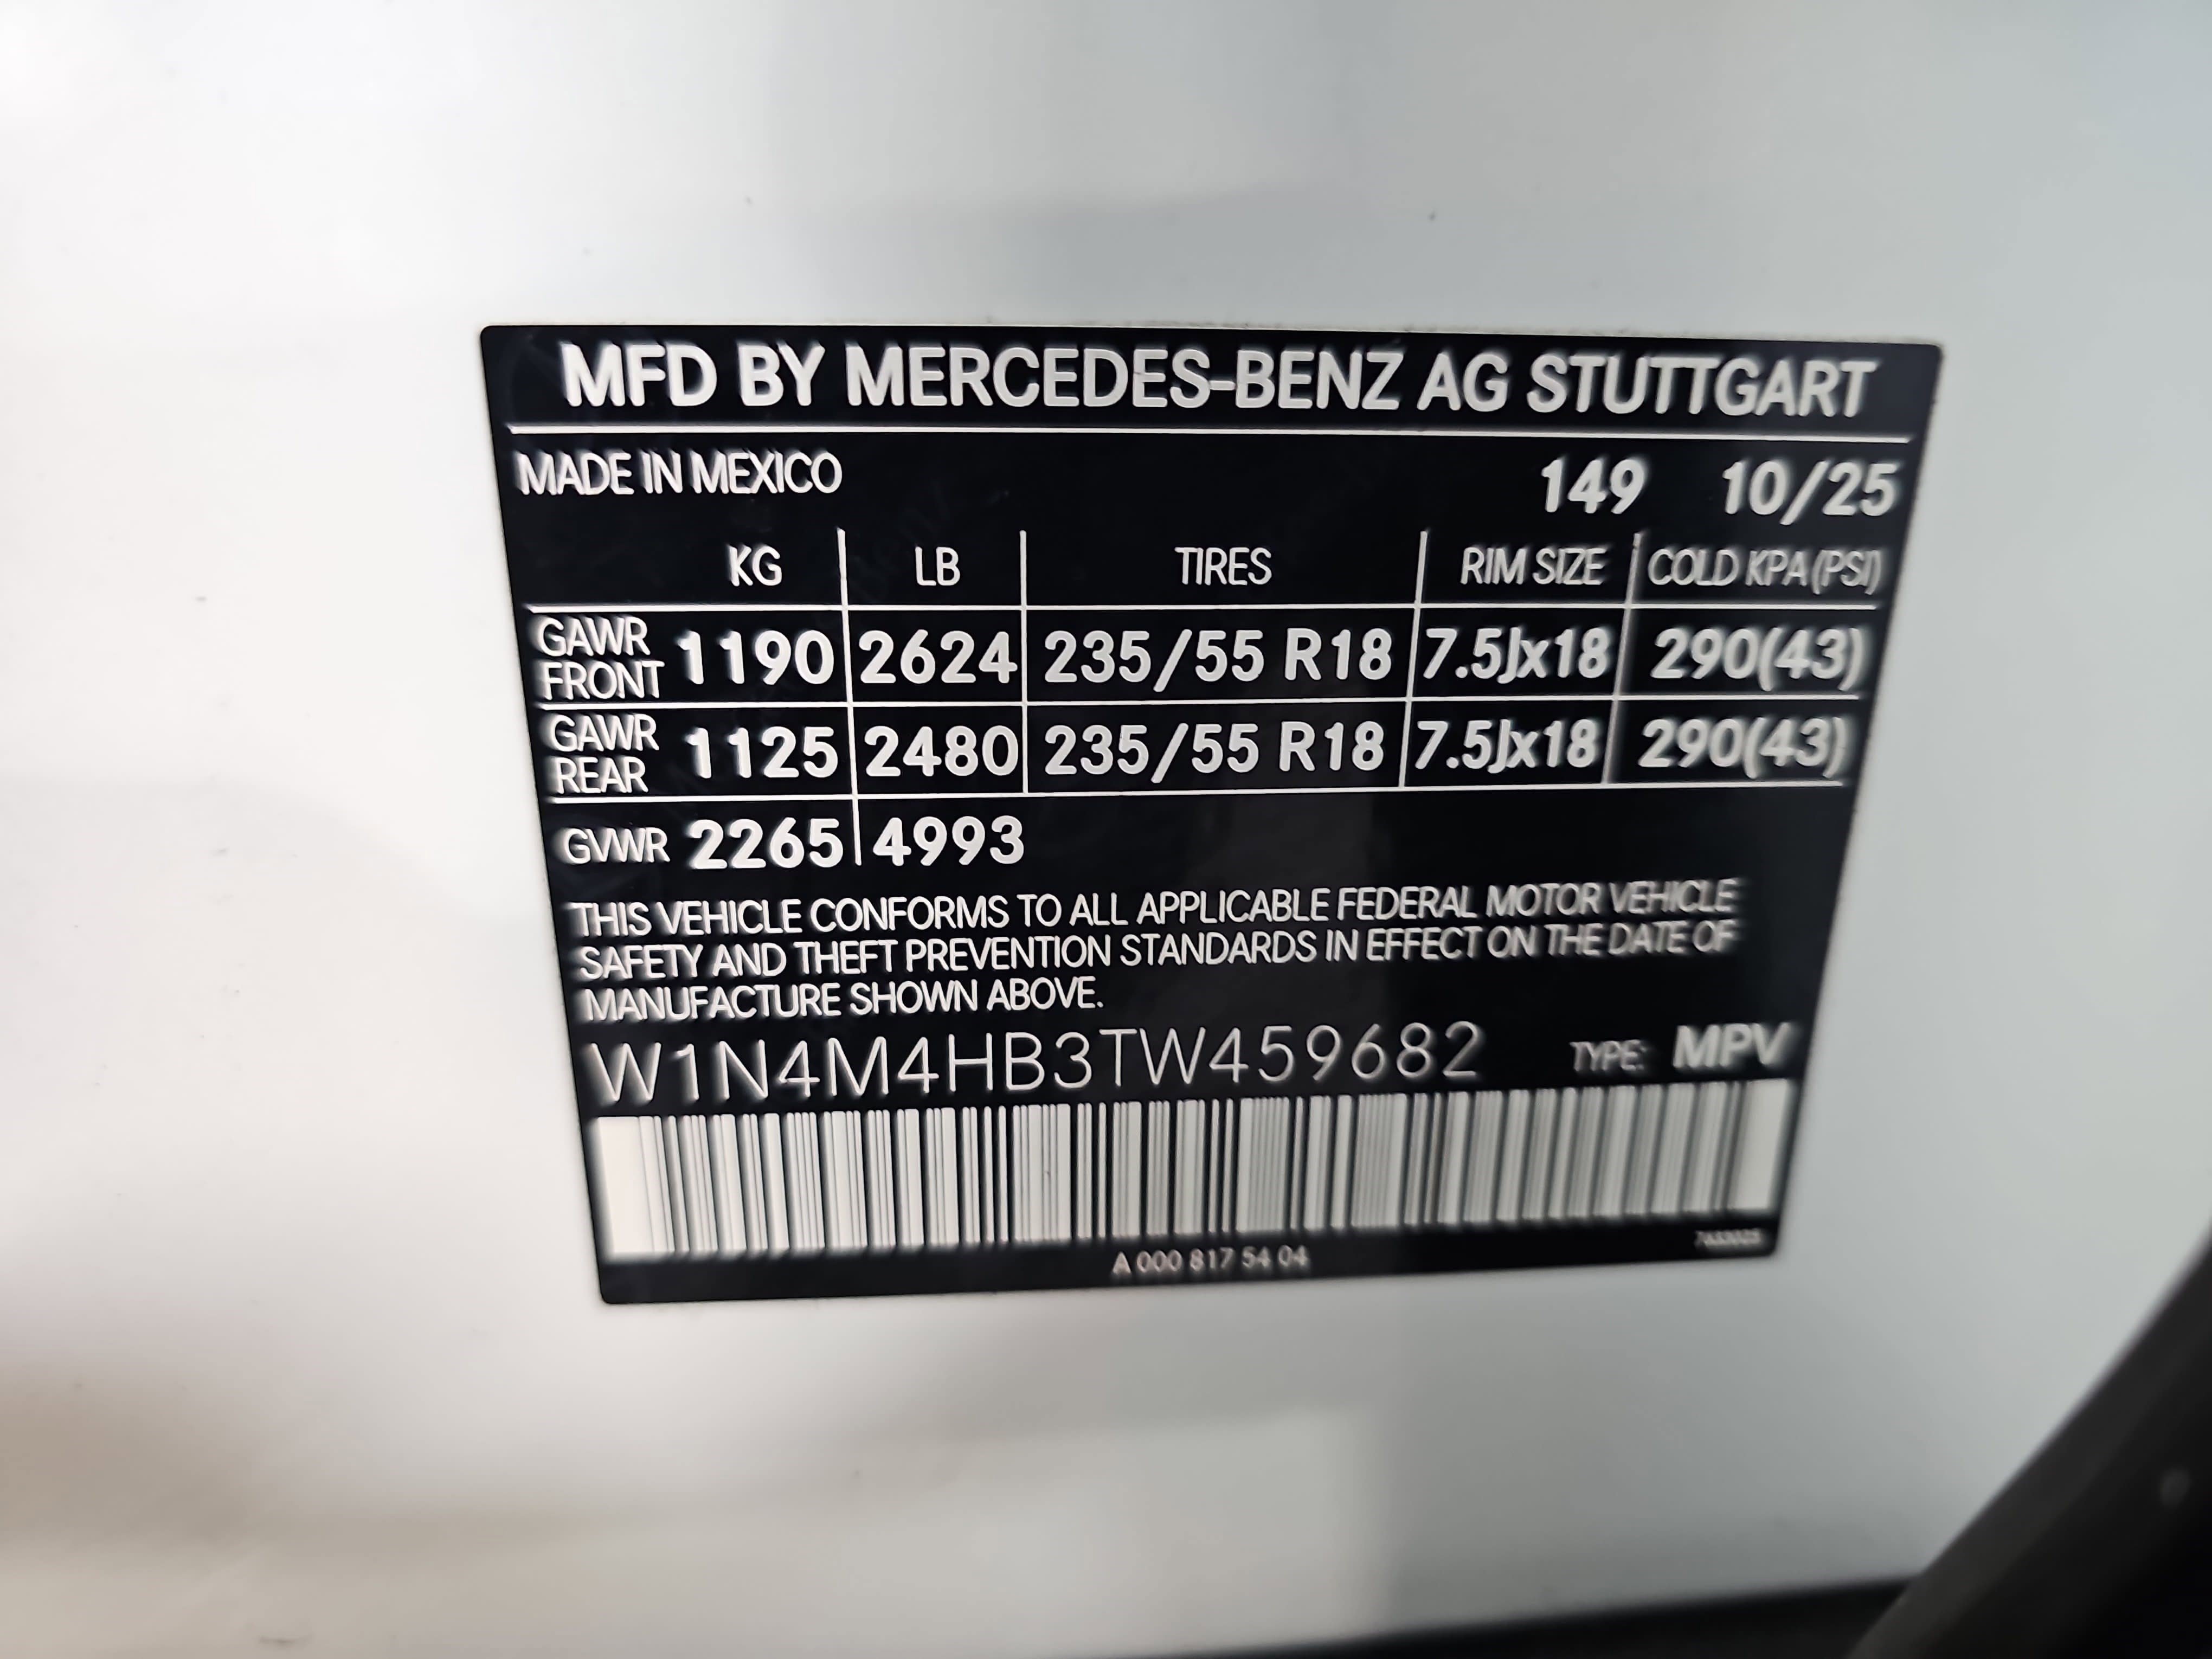 MFD BY MERCEDES-BENZ AG STUTTGART
MADE IN MEXICO 149 10/25
KG LB TIRES RIM SIZE COLD KPA (PSI)
GAWR FRONT 1190 2624 235/55 R18 7.5Jx18 290(43)
GAWR REAR 1125 2480 235/55 R18 7.5Jx18 290(43)
GVWR 2265 4993
THIS VEHICLE CONFORMS TO ALL APPLICABLE FEDERAL MOTOR VEHICLE
SAFETY AND THEFT PREVENTION STANDARDS IN EFFECT ON THE DATE OF
MANUFACTURE SHOWN ABOVE.
W1N4M4HB3TW459682 TYPE: MPV
A 000 817 54 04